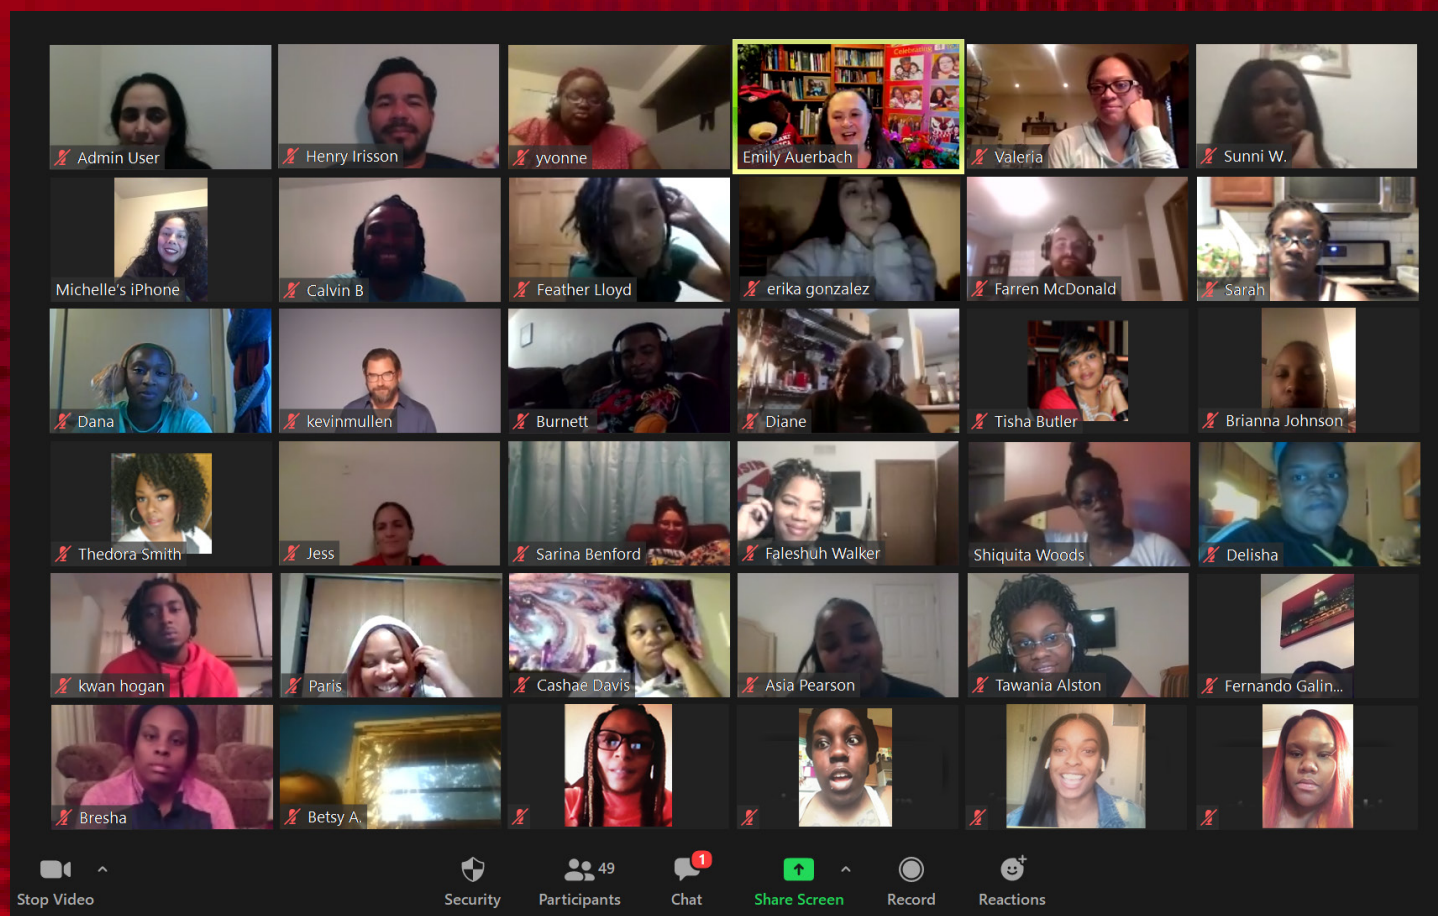 Celebrating
Admin User
Henry Irisson
yvonne
Emily Auerbach
Valeria
Sunni W.
Michelle's iPhone
Calvin B
Feather Lloyd
erika gonzalez
Farren McDonald
Sarah
Dana
kevinmullen
Burnett
Diane
Tisha Butler
Brianna Johnson
Thedora Smith
Jess
Sarina Benford
Faleshuh Walker
Shiquita Woods
Delisha
kwan hogan
Paris
Cashae Davis
Asia Pearson
Tawania Alston
Fernando Galin...
Bresha
Betsy A.
49
1
Stop Video
Security
Participants
Chat
Share Screen
Record
Reactions